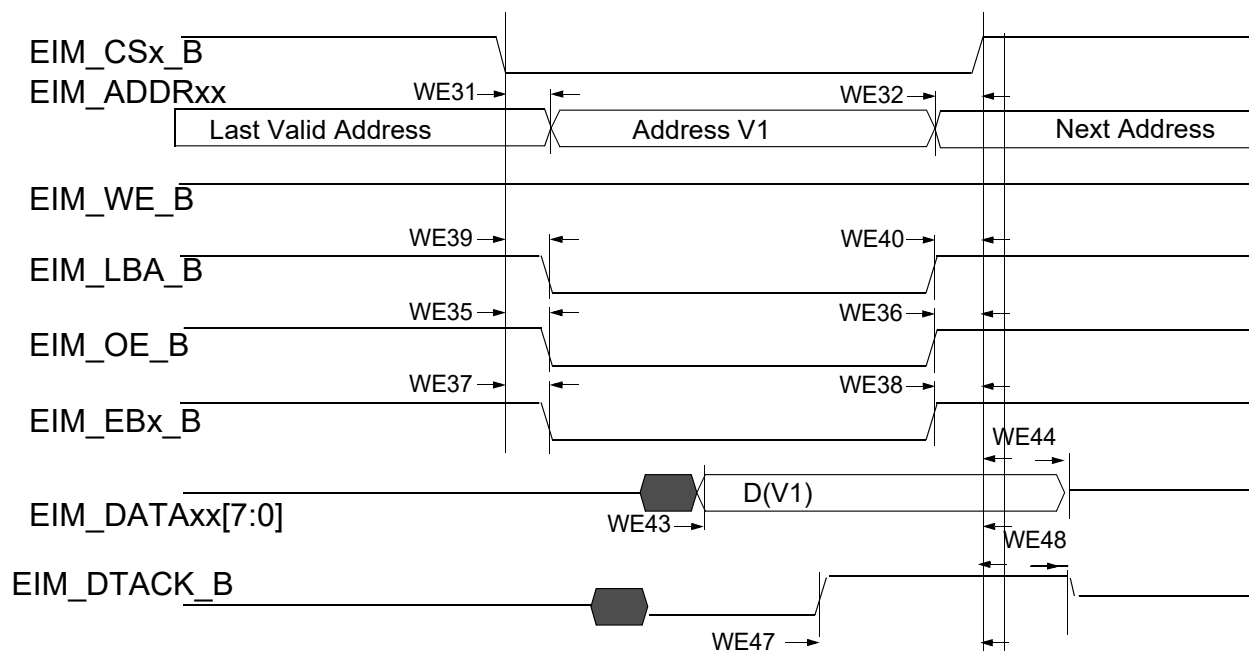 EIM_CSx_B
EIM_ADDRxx
WE31
WE32
Last Valid Address
Address V1
Next Address
EIM_WE_B
WE39
WE40
EIM_LBA_B
WE35
WE36
EIM_OE_B
WE37
WE38
EIM_EBx_B
WE44
D(V1)
EIM_DATAxx[7:0]
WE43
WE48
EIM_DTACK_B
WE47